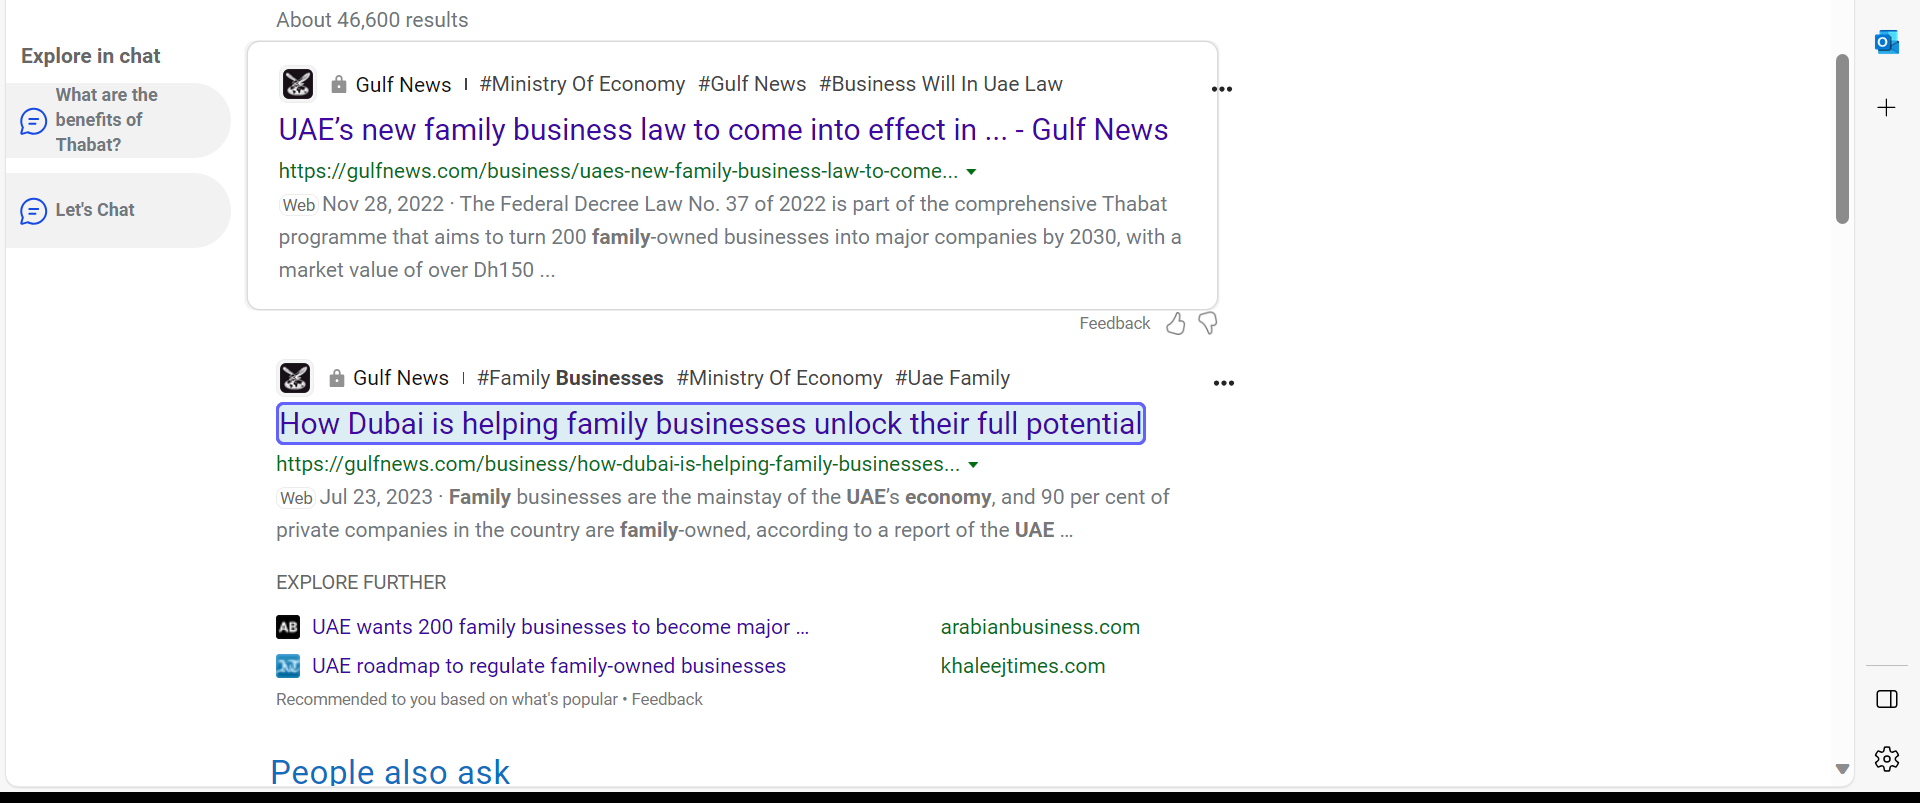 About 46,600 results
Explore in chat
What are the
benefits of
Thabat?
Let's Chat
Gulf News | #Ministry Of Economy #Gulf News #Business Will In Uae Law
UAE’s new family business law to come into effect in ... - Gulf News
https://gulfnews.com/business/uaes-new-family-business-law-to-come...
Web Nov 28, 2022 · The Federal Decree Law No. 37 of 2022 is part of the comprehensive Thabat
programme that aims to turn 200 family-owned businesses into major companies by 2030, with a
market value of over Dh150 ...
Feedback
Gulf News | #Family Businesses #Ministry Of Economy #Uae Family
How Dubai is helping family businesses unlock their full potential
https://gulfnews.com/business/how-dubai-is-helping-family-businesses...
Web Jul 23, 2023 · Family businesses are the mainstay of the UAE’s economy, and 90 per cent of
private companies in the country are family-owned, according to a report of the UAE ...
EXPLORE FURTHER
AB UAE wants 200 family businesses to become major ... arabianbusiness.com
UAE roadmap to regulate family-owned businesses khaleejtimes.com
Recommended to you based on what's popular • Feedback
People also ask